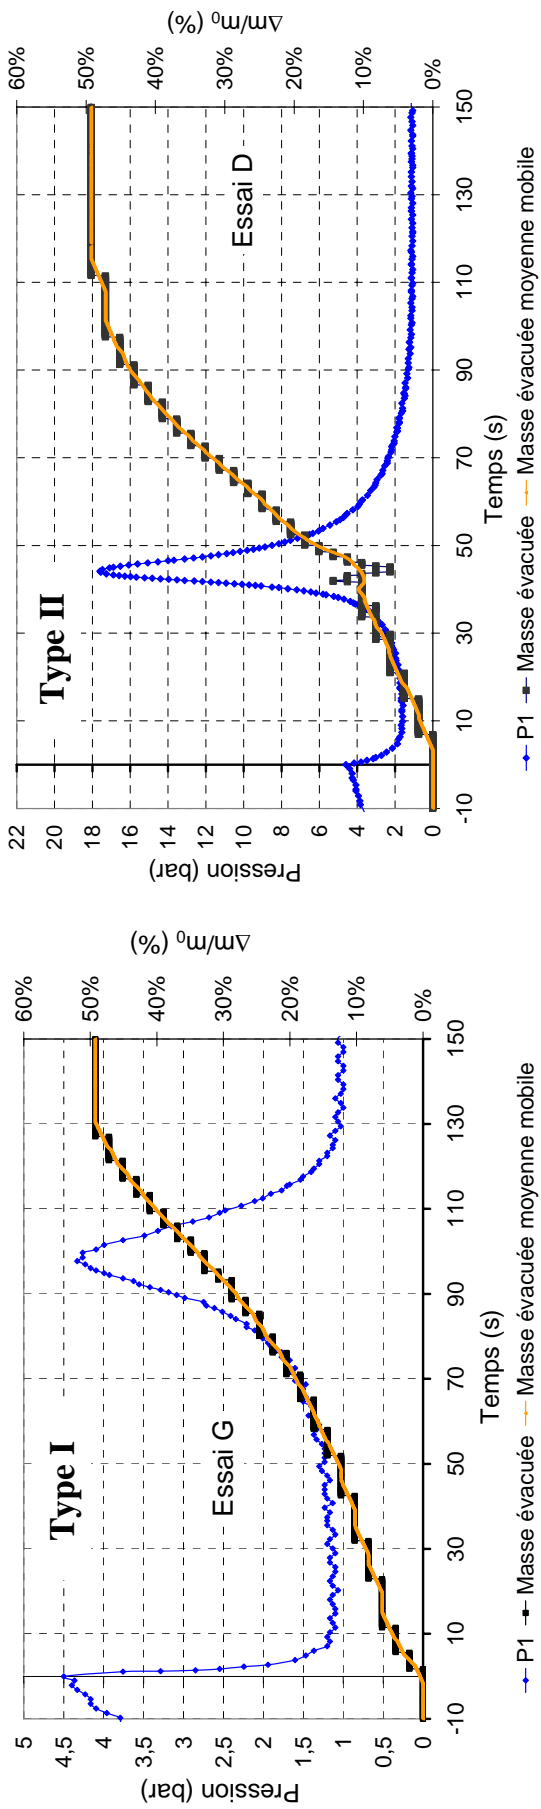 Type I
Essai G
Pression (bar)
5
4,5
4
3,5
3
2,5
2
1,5
1
0,5
0
Δm/m₀ (%)
60%
50%
40%
30%
20%
10%
0%
-10 10 30 50 70 90 110 130 150
Temps (s)
P1 Masse évacuée Masse évacuée moyenne mobile
Type II
Essai D
Pression (bar)
22
20
18
16
14
12
10
8
6
4
2
0
Δm/m₀ (%)
60%
50%
40%
30%
20%
10%
0%
-10 10 30 50 70 90 110 130 150
Temps (s)
P1 Masse évacuée Masse évacuée moyenne mobile